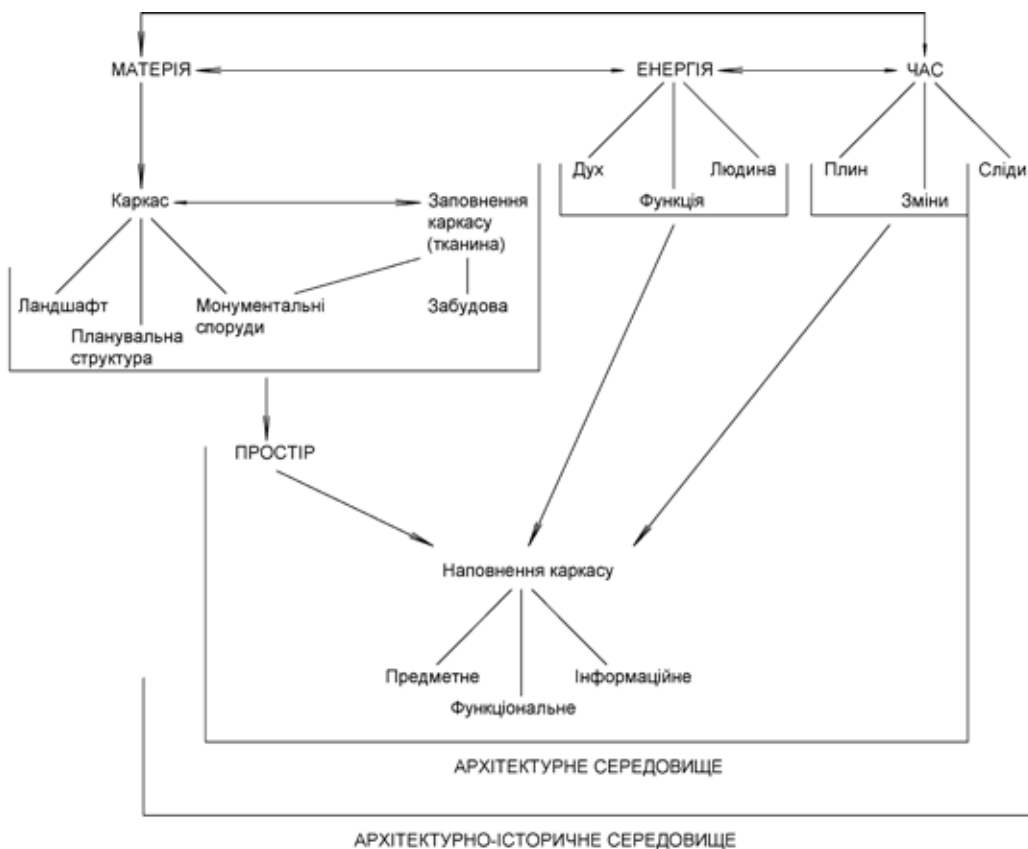 МАТЕРІЯ ЕНЕРГІЯ ЧАС
Дух Людина Плин Сліди
Каркас Заповнення
каркасу
(тканина)
Функція Зміни
Ландшафт Монументальні
споруди
Забудова
Планувальна
структура
ПРОСТІР
Наповнення каркасу
Предметне Інформаційне
Функціональне
АРХІТЕКТУРНЕ СЕРЕДОВИЩЕ
АРХІТЕКТУРНО-ІСТОРИЧНЕ СЕРЕДОВИЩЕ